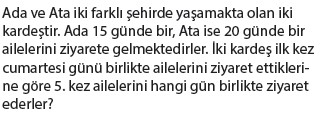 Ada ve Ata iki farklı şehirde yaşamakta olan iki
kardeştir. Ada 15 günde bir, Ata ise 20 günde bir
ailelerini ziyarete gelmektedirler. İki kardeş ilk kez
cumartesi günü birlikte ailelerini ziyaret ettikleri-
ne göre 5. kez ailelerini hangi gün birlikte ziyaret
ederler?